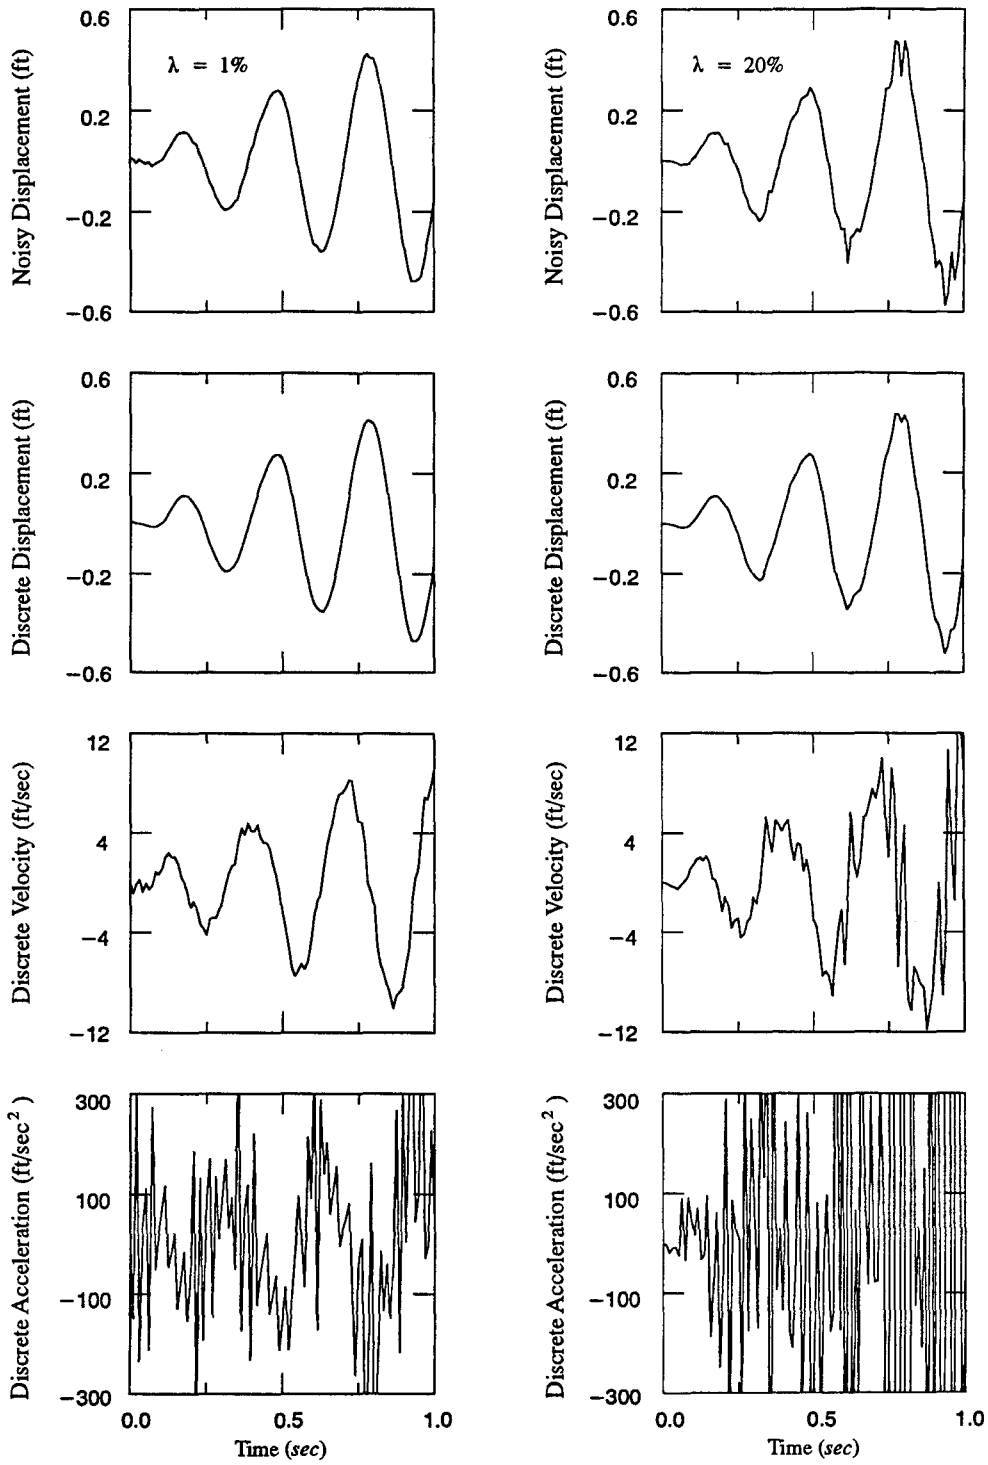 Noisy Displacement (ft)
0.6
0.2
−0.2
−0.6
λ = 1%
Noisy Displacement (ft)
0.6
0.2
−0.2
−0.6
λ = 20%
Discrete Displacement (ft)
0.6
0.2
−0.2
−0.6
Discrete Displacement (ft)
0.6
0.2
−0.2
−0.6
Discrete Velocity (ft/sec)
12
4
−4
−12
Discrete Velocity (ft/sec)
12
4
−4
−12
Discrete Acceleration (ft/sec²)
300
100
−100
−300
0.0 0.5 1.0
Time (sec)
Discrete Acceleration (ft/sec²)
300
100
−100
−300
0.0 0.5 1.0
Time (sec)